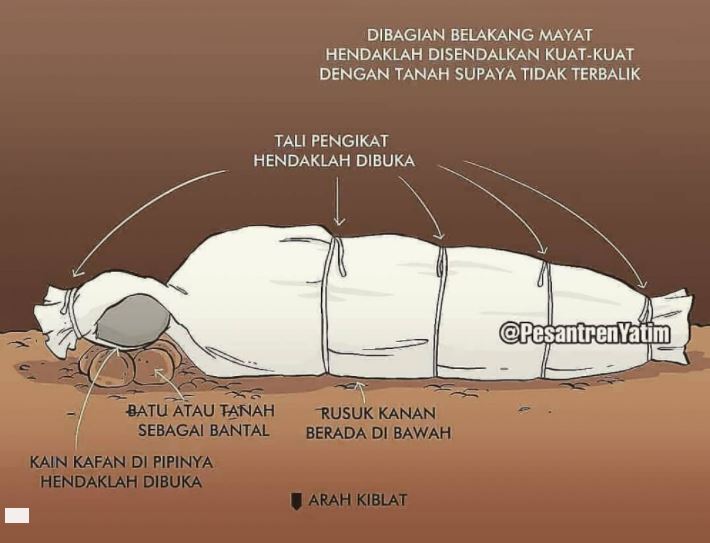 DIBAGIAN BELAKANG MAYAT
HENDAKLAH DISENDALKAN KUAT-KUAT
DENGAN TANAH SUPAYA TIDAK TERBALIK
TALI PENGIKAT
HENDAKLAH DIBUKA
@PesantrenYatim
BATU ATAU TANAH
SEBAGAI BANTAL
RUSUK KANAN
BERADA DI BAWAH
KAIN KAFAN DI PIPINYA
HENDAKLAH DIBUKA
ARAH KIBLAT